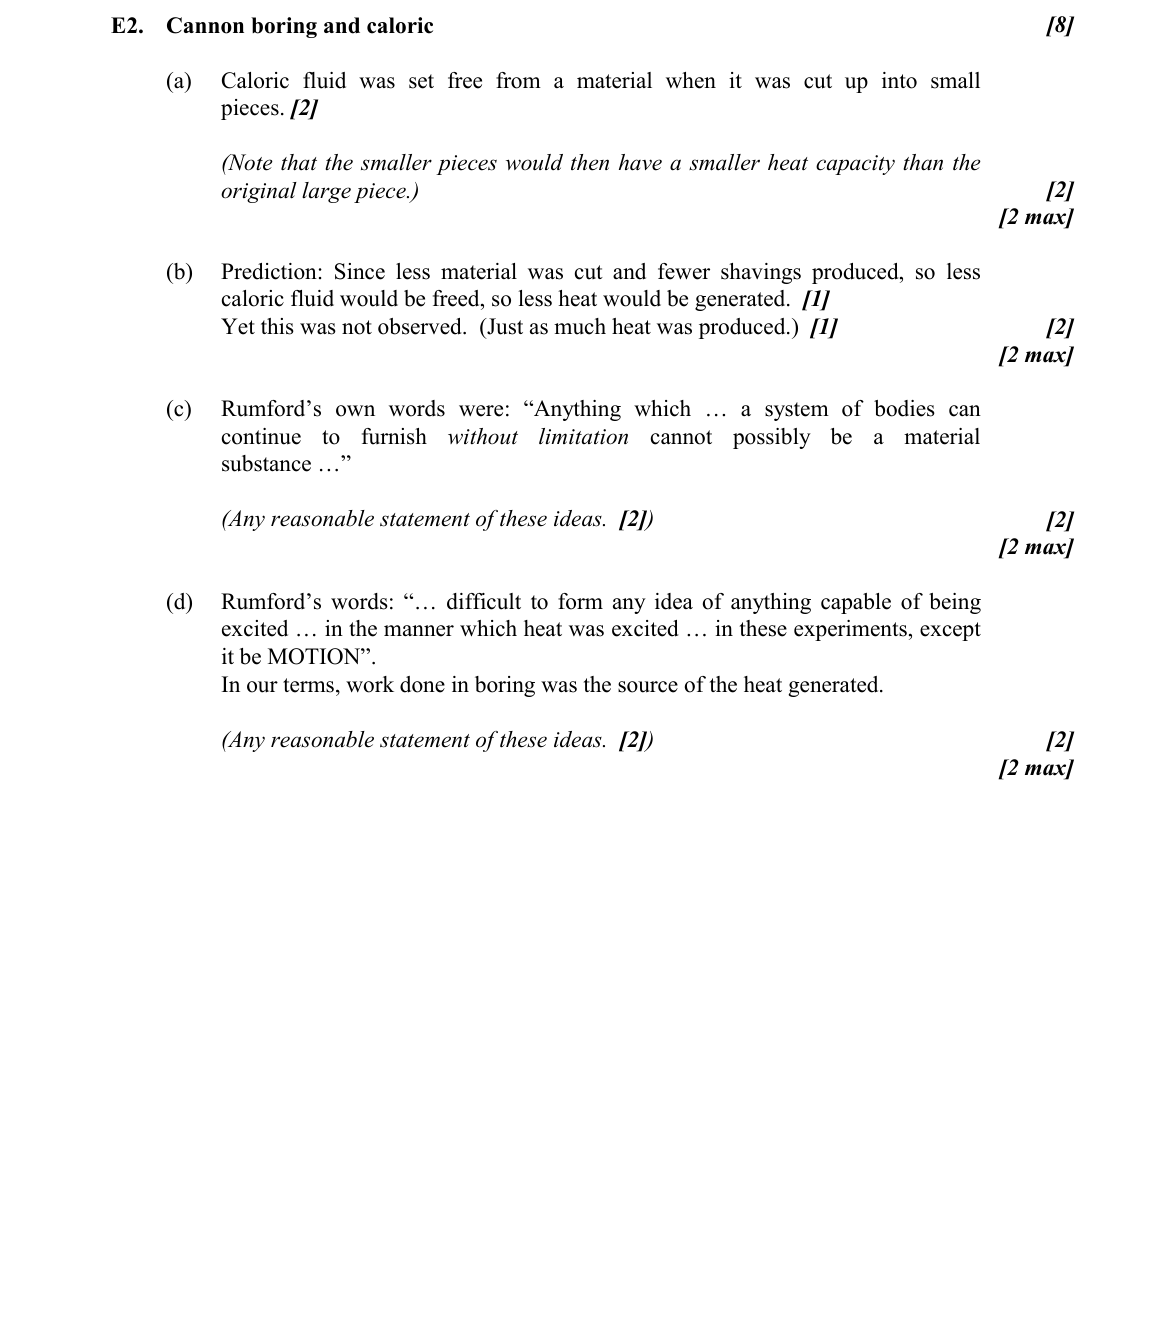 E2. Cannon boring and caloric [8]
(a) Caloric fluid was set free from a material when it was cut up into small
pieces. [2]
(Note that the smaller pieces would then have a smaller heat capacity than the
original large piece.) [2]
[2 max]
(b) Prediction: Since less material was cut and fewer shavings produced, so less
caloric fluid would be freed, so less heat would be generated. [1]
Yet this was not observed. (Just as much heat was produced.) [1] [2]
[2 max]
(c) Rumford’s own words were: “Anything which … a system of bodies can
continue to furnish without limitation cannot possibly be a material
substance …”
(Any reasonable statement of these ideas. [2]) [2]
[2 max]
(d) Rumford’s words: “… difficult to form any idea of anything capable of being
excited … in the manner which heat was excited … in these experiments, except
it be MOTION”.
In our terms, work done in boring was the source of the heat generated.
(Any reasonable statement of these ideas. [2]) [2]
[2 max]